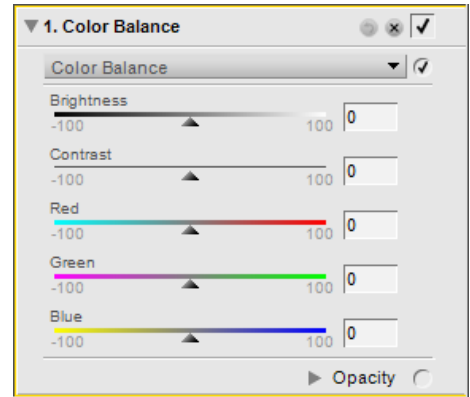 1. Color Balance
Color Balance
Brightness
-100 100 0
Contrast
-100 100 0
Red
-100 100 0
Green
-100 100 0
Blue
-100 100 0
Opacity